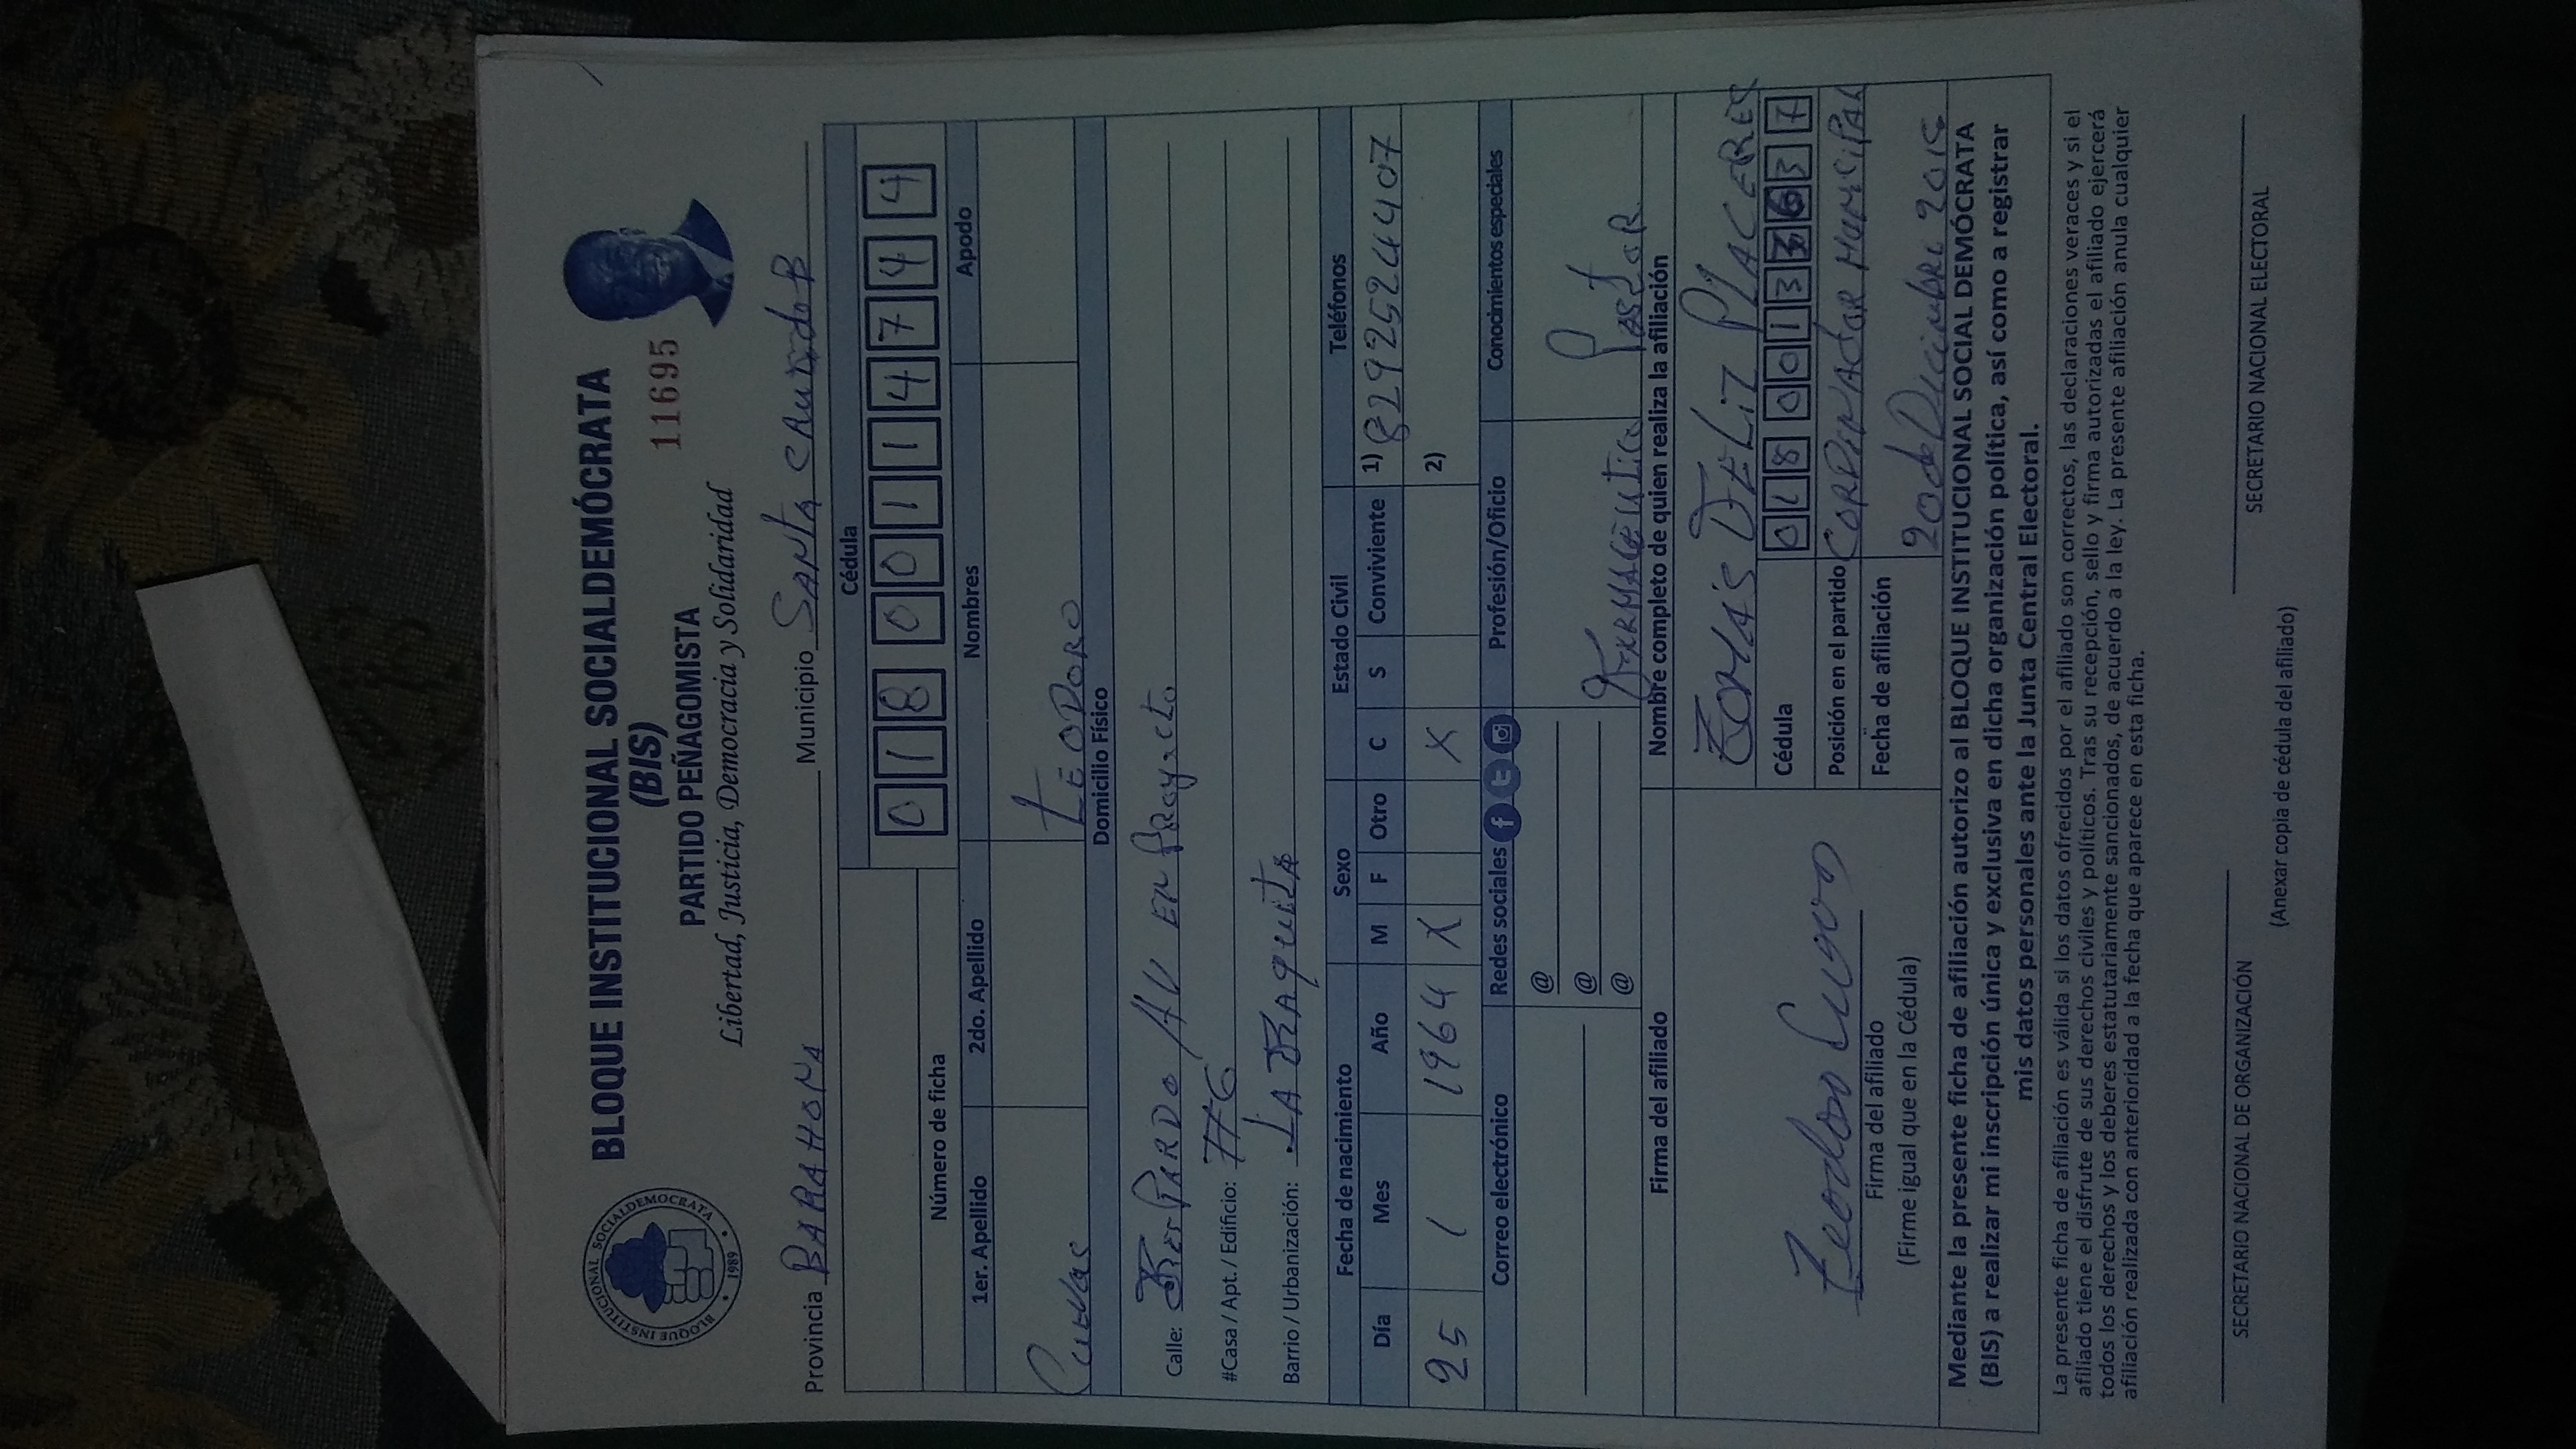 BLOQUE INSTITUCIONAL SOCIALDEMOCRATA
1989
BLOQUE INSTITUCIONAL SOCIALDEMÓCRATA
(BIS)
PARTIDO PEÑAGOMISTA
11695
Libertad, Justicia, Democracia y Solidaridad
Provincia BARAHONA Municipio SANTA
Cédula
0 1 8 0 0 1 1 4 7 4 4
Número de ficha
1er. Apellido 2do. Apellido Nombres Apodo
Cuevas LEODORO
Domicilio Físico
Calle: AV EN Proyecto
#Casa / Apt. / Edificio:
Barrio / Urbanización: LA RAQUETA
Fecha de nacimiento Sexo Estado Civil Teléfonos
Día Mes Año M F Otro C S Conviviente 1) 8292524407
25 1 1964 X X 2)
Correo electrónico Redes sociales Profesión/Oficio Conocimientos especiales
@
@
@
Pastor
Firma del afiliado Nombre completo de quien realiza la afiliación
TOMAS DELIZ PLACERES
Cédula 0 1 8 0 0 1 3 3 6 3 7
Posición en el partido CORDINADOR MUNICIPAL
Fecha de afiliación 20 de Diciembre
Firma del afiliado
(Firme igual que en la Cédula)
Mediante la presente ficha de afiliación autorizo al BLOQUE INSTITUCIONAL SOCIAL DEMÓCRATA
(BIS) a realizar mi inscripción única y exclusiva en dicha organización política, así como a registrar
mis datos personales ante la Junta Central Electoral.
La presente ficha de afiliación es válida si los datos ofrecidos por el afiliado son correctos, las declaraciones veraces y si el
afiliado tiene el disfrute de sus derechos civiles y políticos. Tras su recepción, sello y firma autorizadas el afiliado ejercerá
todos los derechos y los deberes estatutariamente sancionados, de acuerdo a la ley. La presente afiliación anula cualquier
afiliación realizada con anterioridad a la fecha que aparece en esta ficha.
SECRETARIO NACIONAL DE ORGANIZACIÓN SECRETARIO NACIONAL ELECTORAL
(Anexar copia de cédula del afiliado)